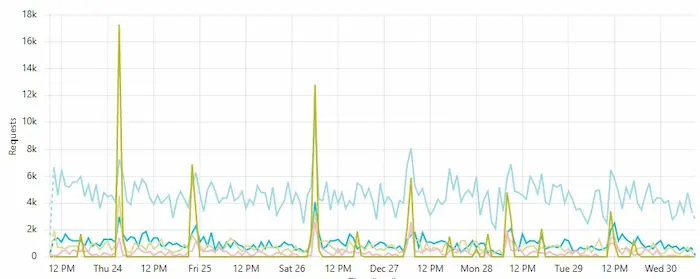 18k
16k
14k
12k
10k
8k
6k
4k
2k
0
Requests
12 PM Thu 24 12 PM Fri 25 12 PM Sat 26 12 PM Dec 27 12 PM Mon 28 12 PM Tue 29 12 PM Wed 30